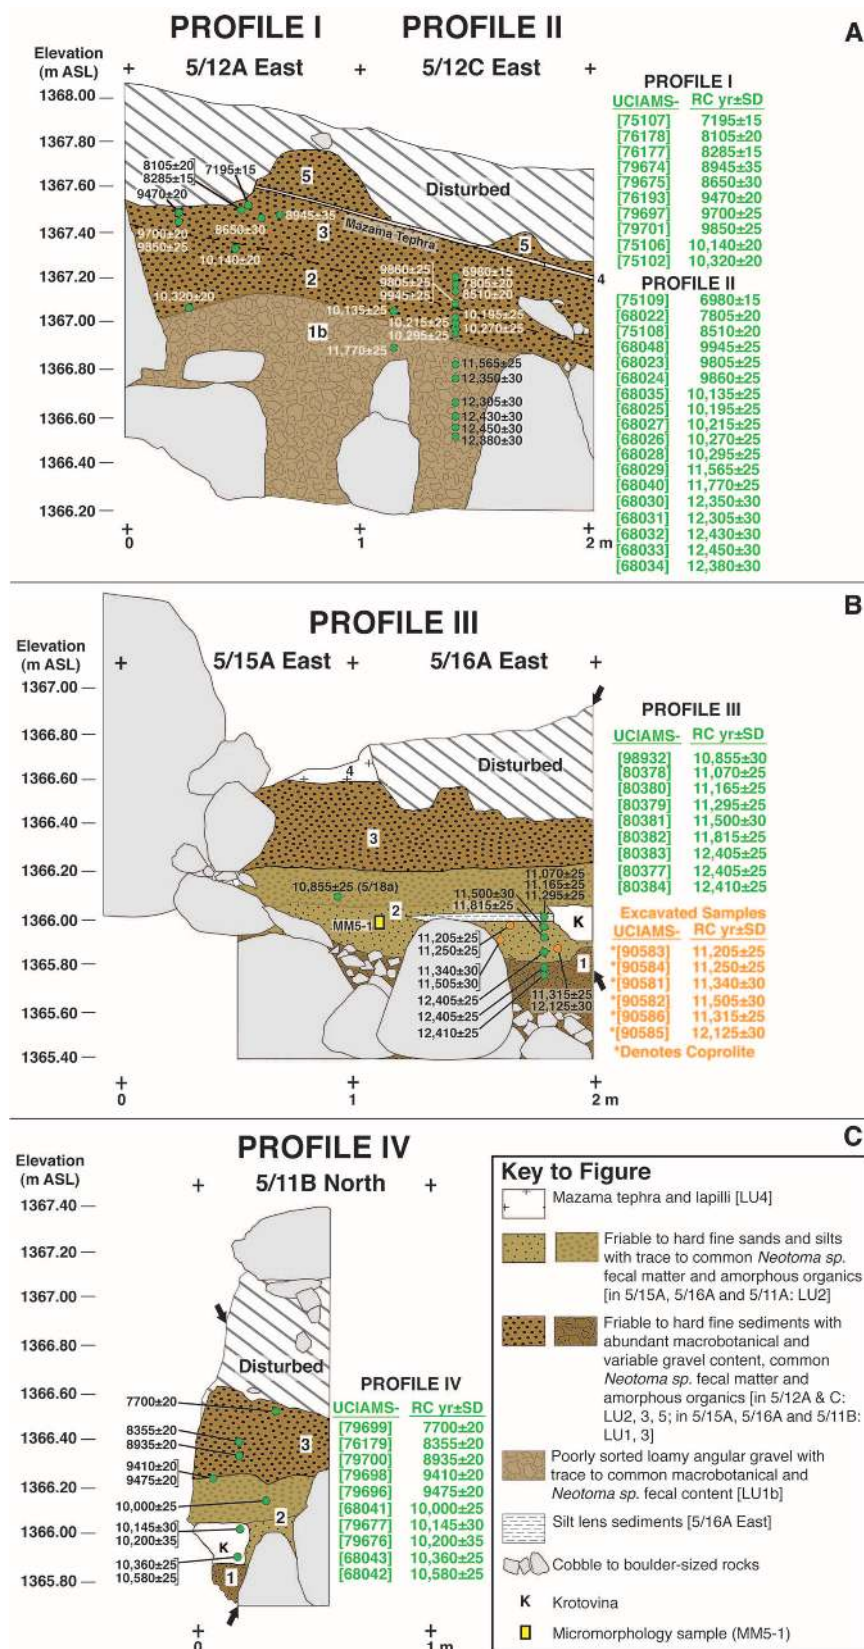 A
PROFILE I PROFILE II
Elevation
(m ASL)
5/12A East 5/12C East
1368.00
1367.80
1367.60
1367.40
1367.20
1367.00
1366.80
1366.60
1366.40
1366.20
8105±20
8285±15
7195±15
9470±20
5
Disturbed
9700±20
9850±25
8650±30
8945±35
3
Mazama Tephra
5
10,140±20
2
4
9860±25
9805±25
9945±25
6980±15
7805±20
8510±20
10,320±20
10,135±25
10,195±25
10,215±25
10,270±25
10,295±25
1b
11,770±25
11,565±25
12,350±30
12,305±30
12,430±30
12,450±30
12,380±30
0 1 2 m
PROFILE I
UCIAMS- RC yr±SD
[75107] 7195±15
[76178] 8105±20
[76177] 8285±15
[79674] 8945±35
[79675] 8650±30
[76193] 9470±20
[79697] 9700±25
[79701] 9850±25
[75106] 10,140±20
[75102] 10,320±20
PROFILE II
[75109] 6980±15
[68022] 7805±20
[75108] 8510±20
[68048] 9945±25
[68023] 9805±25
[68024] 9860±25
[68035] 10,135±25
[68025] 10,195±25
[68027] 10,215±25
[68026] 10,270±25
[68028] 10,295±25
[68029] 11,565±25
[68040] 11,770±25
[68030] 12,350±30
[68031] 12,305±30
[68032] 12,430±30
[68033] 12,450±30
[68034] 12,380±30
B
PROFILE III
Elevation
(m ASL)
5/15A East 5/16A East
1367.00
1366.80
1366.60
1366.40
1366.20
1366.00
1365.80
1365.60
1365.40
4
Disturbed
3
10,855±25 (5/18a)
11,070±25
11,165±25
11,295±25
11,500±30
11,815±25
2
MM5-1
K
11,205±25
11,250±25
1
11,340±30
11,505±30
12,405±25
11,315±25
12,125±30
12,405±25
12,410±25
0 1 2 m
PROFILE III
UCIAMS- RC yr±SD
[98932] 10,855±30
[80378] 11,070±25
[80380] 11,165±25
[80379] 11,295±25
[80381] 11,500±30
[80382] 11,815±25
[80383] 12,405±25
[80377] 12,405±25
[80384] 12,410±25
Excavated Samples
UCIAMS- RC yr±SD
*[90583] 11,205±25
*[90584] 11,250±25
*[90581] 11,340±30
*[90582] 11,505±30
*[90586] 11,315±25
*[90585] 12,125±30
*Denotes Coprolite
C
PROFILE IV
Elevation
(m ASL)
5/11B North
1367.40
1367.20
1367.00
1366.80
1366.60
1366.40
1366.20
1366.00
1365.80
Disturbed
7700±20
8355±20
8935±20
3
9410±20
9475±20
10,000±25
2
10,145±30
10,200±35
K
10,360±25
10,580±25
1
0 1 m
PROFILE IV
UCIAMS- RC yr±SD
[79699] 7700±20
[76179] 8355±20
[79700] 8935±20
[79698] 9410±20
[79696] 9475±20
[68041] 10,000±25
[79677] 10,145±30
[79676] 10,200±35
[68043] 10,360±25
[68042] 10,580±25
Key to Figure
Mazama tephra and lapilli [LU4]
Friable to hard fine sands and silts
with trace to common Neotoma sp.
fecal matter and amorphous organics
[in 5/15A, 5/16A and 5/11A: LU2]
Friable to hard fine sediments with
abundant macrobotanical and
variable gravel content, common
Neotoma sp. fecal matter and
amorphous organics [in 5/12A & C:
LU2, 3, 5; in 5/15A, 5/16A and 5/11B:
LU1, 3]
Poorly sorted loamy angular gravel with
trace to common macrobotanical and
Neotoma sp. fecal content [LU1b]
Silt lens sediments [5/16A East]
Cobble to boulder-sized rocks
K Krotovina
Micromorphology sample (MM5-1)